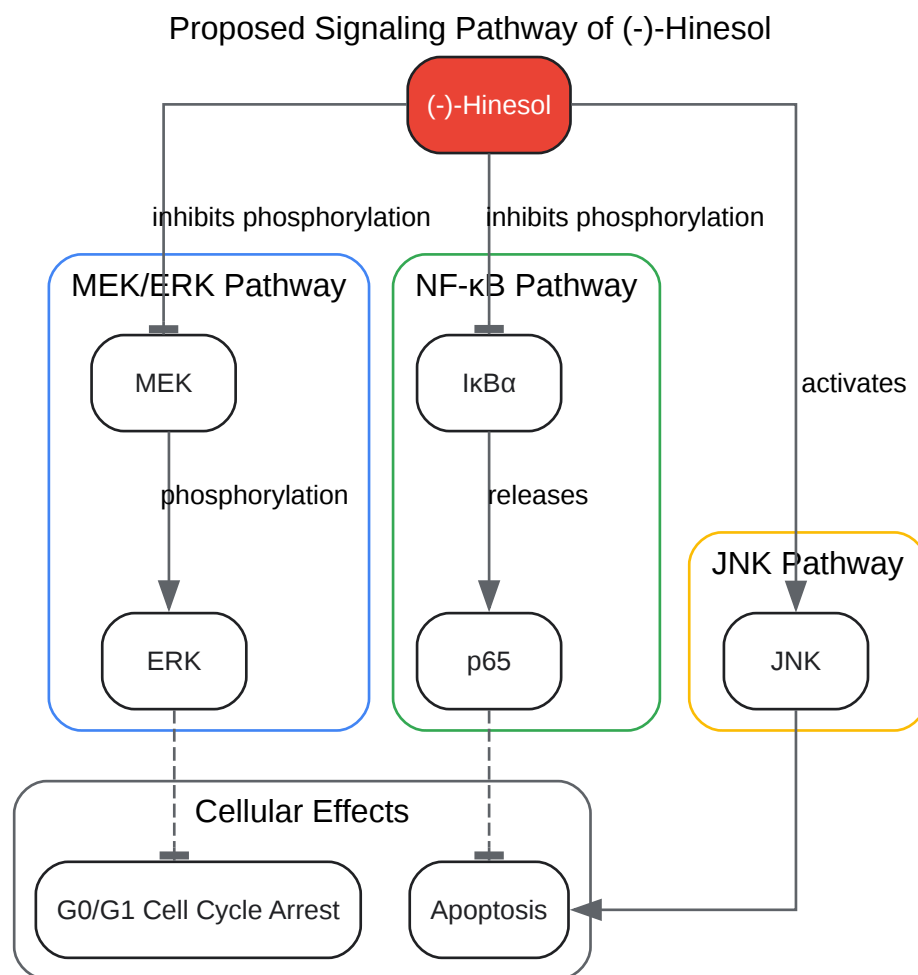 Proposed Signaling Pathway of (-)-Hinesol
(-)-Hinesol
inhibits phosphorylation
inhibits phosphorylation
MEK/ERK Pathway
NF-κB Pathway
MEK
IκBα
activates
phosphorylation
releases
JNK Pathway
ERK
p65
JNK
Cellular Effects
G0/G1 Cell Cycle Arrest
Apoptosis